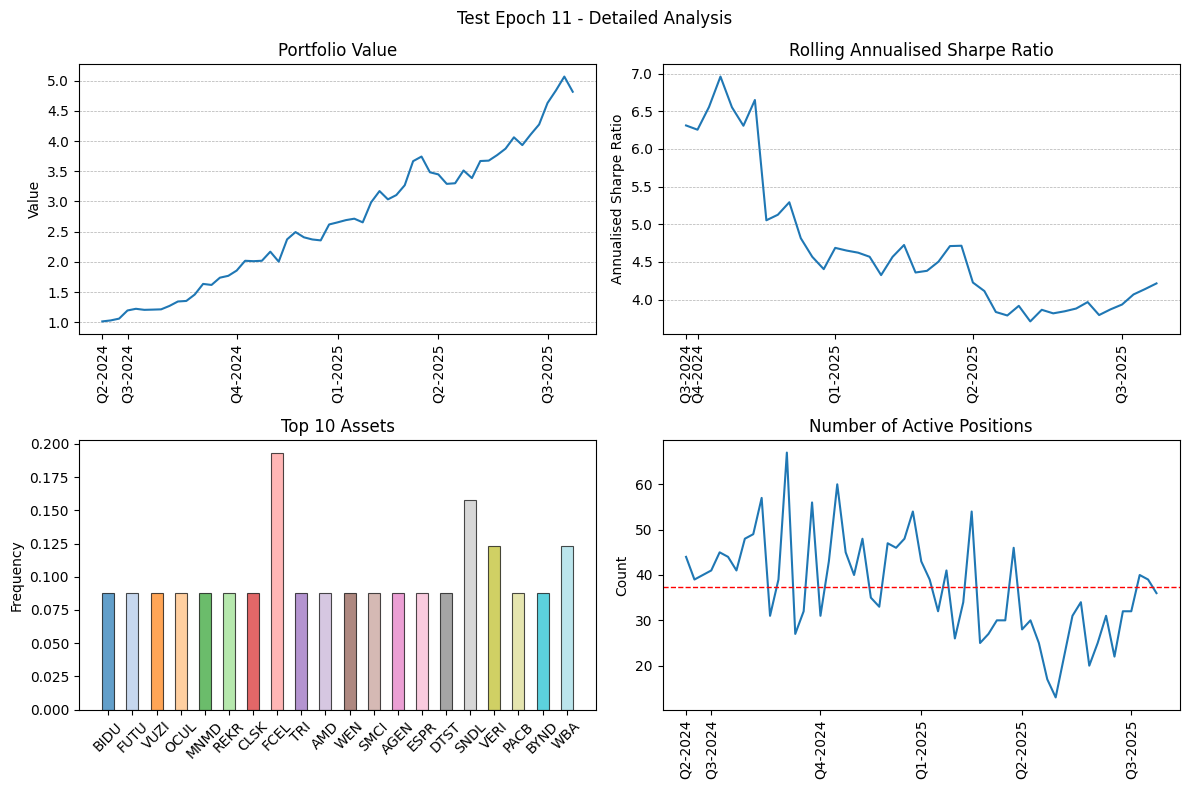 Test Epoch 11 - Detailed Analysis
Portfolio Value
Value
5.0
4.5
4.0
3.5
3.0
2.5
2.0
1.5
1.0
Q2-2024
Q3-2024
Q4-2024
Q1-2025
Q2-2025
Q3-2025
Rolling Annualised Sharpe Ratio
Annualised Sharpe Ratio
7.0
6.5
6.0
5.5
5.0
4.5
4.0
Q3-2024
Q4-2024
Q1-2025
Q2-2025
Q3-2025
Top 10 Assets
Frequency
0.200
0.175
0.150
0.125
0.100
0.075
0.050
0.025
0.000
BIDU
FUTU
VUZI
OCUL
MNMD
REKR
CLSK
FCEL
TRI
AMD
WEN
SMCI
AGEN
ESPR
DTST
SNDL
VERI
PACB
BYND
WBA
Number of Active Positions
Count
60
50
40
30
20
Q2-2024
Q3-2024
Q4-2024
Q1-2025
Q2-2025
Q3-2025